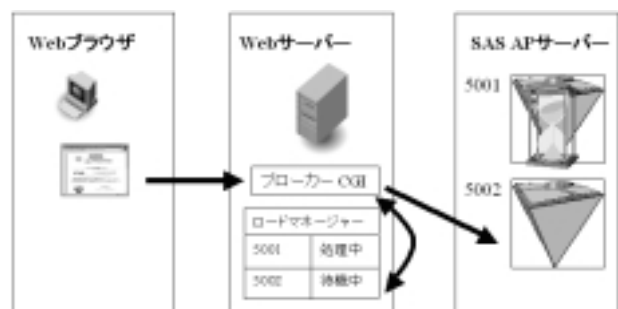 Webブラウザ
Webサーバー
ブローカー CGI
ロードマネージャー
5001 処理中
5002 待機中
SAS APサーバー
5001
5002